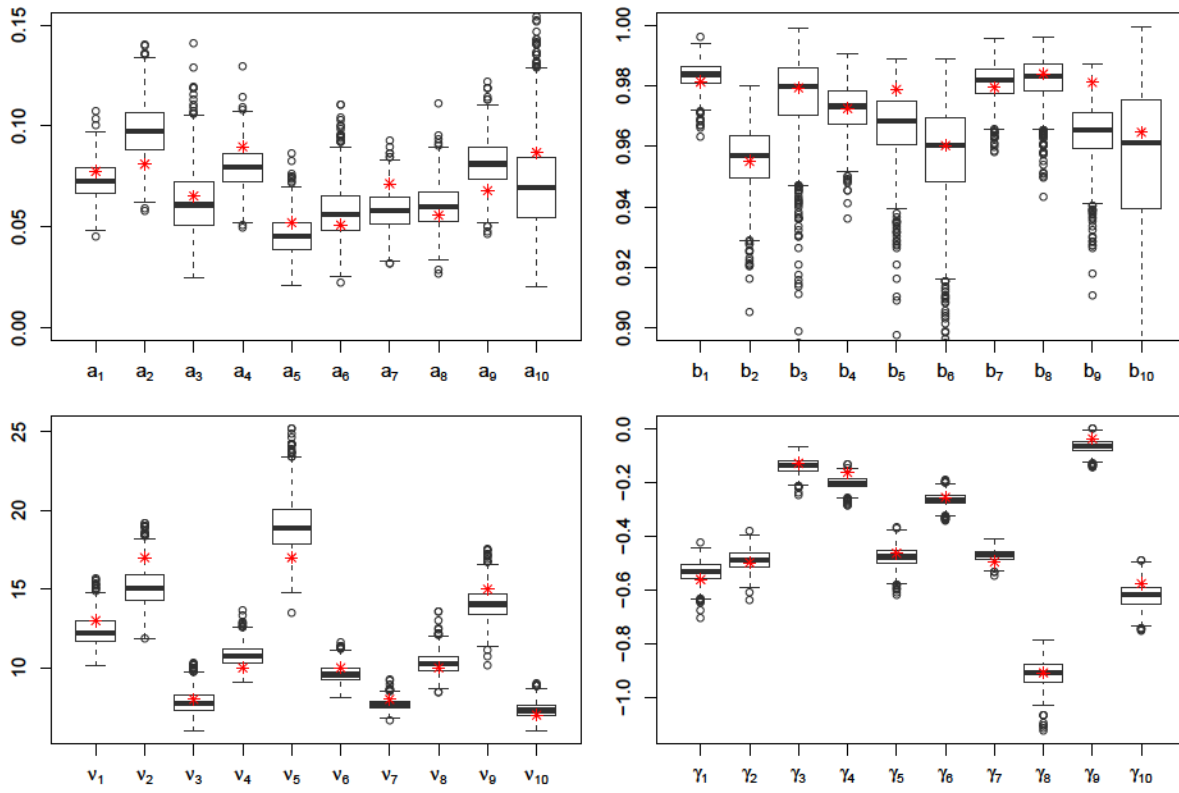 0.00 0.05 0.10 0.15
a₁ a₂ a₃ a₄ a₅ a₆ a₇ a₈ a₉ a₁₀
0.90 0.92 0.94 0.96 0.98 1.00
b₁ b₂ b₃ b₄ b₅ b₆ b₇ b₈ b₉ b₁₀
10 15 20 25
ν₁ ν₂ ν₃ ν₄ ν₅ ν₆ ν₇ ν₈ ν₉ ν₁₀
−1.0 −0.8 −0.6 −0.4 −0.2 0.0
γ₁ γ₂ γ₃ γ₄ γ₅ γ₆ γ₇ γ₈ γ₉ γ₁₀